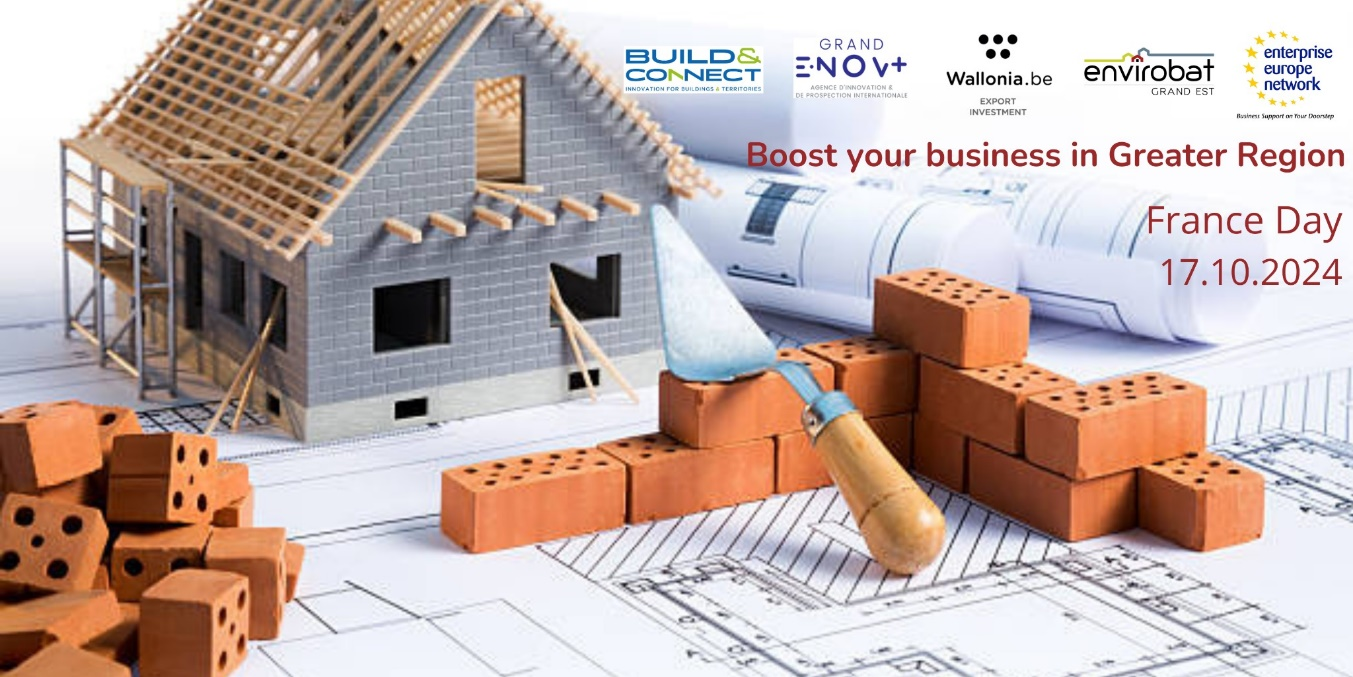 BUILD&
CONNECT
INNOVATION FOR BUILDINGS & TERRITORIES
GRAND
E·NOV+
AGENCE D'INNOVATION &
DE PROSPECTION INTERNATIONALE
Wallonia.be
EXPORT
INVESTMENT
envirobat
GRAND EST
enterprise
europe
network
Business Support on Your Doorstep
Boost your business in Greater Region
France Day
17.10.2024